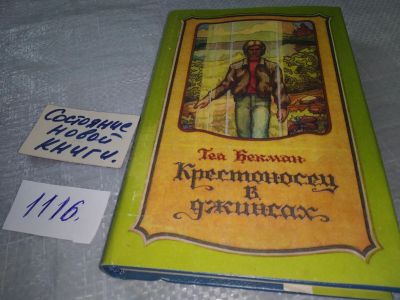 Состояние
новой
книги.
1116.
Теа Бекман
Крестоносец
в
джинсах